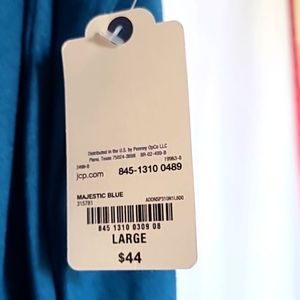 Distributed in the U.S. by Penney OpCo LLC
Plano, Texas 75024-3698
jcp.com 845-1310 0489
MAJESTIC BLUE
315781
845 1310 0309 08
LARGE
$44